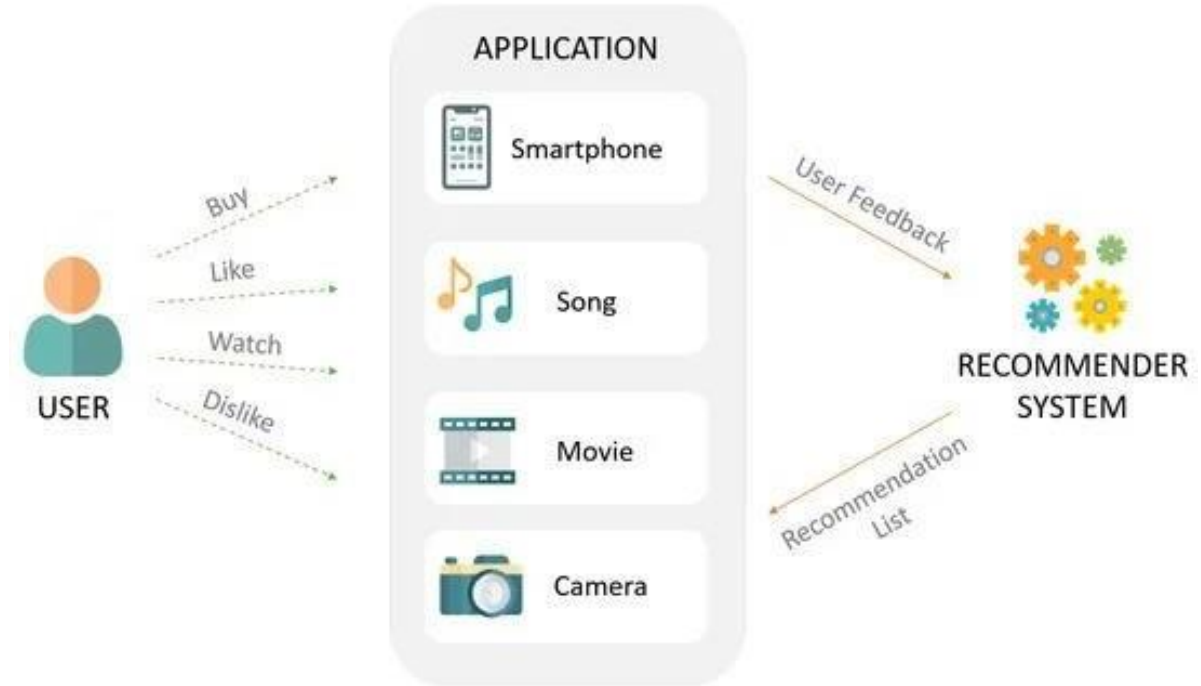 APPLICATION
Smartphone
Buy
User Feedback
Like
Song
Watch
USER
Dislike
RECOMMENDER
SYSTEM
Movie
Recommendation
List
Camera